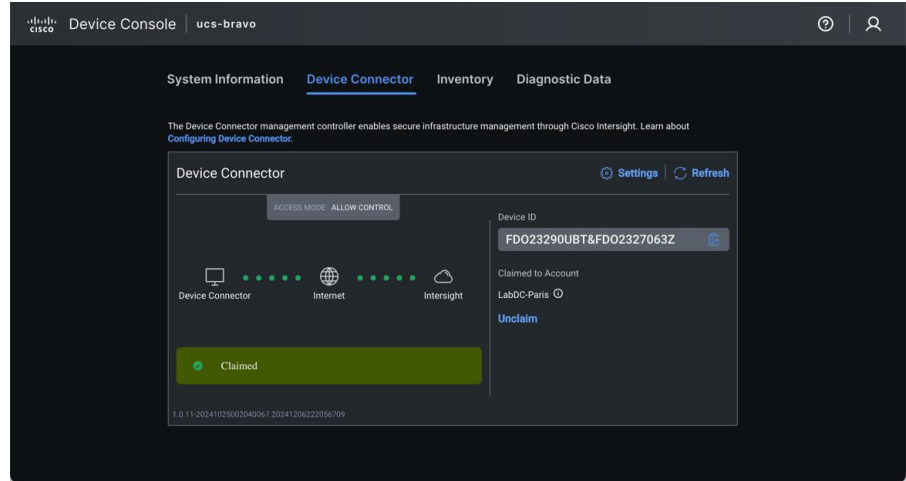 cisco Device Console ucs-bravo
System Information Device Connector Inventory Diagnostic Data
The Device Connector management controller enables secure infrastructure management through Cisco Intersight. Learn about
Configuring Device Connector.
Device Connector
Settings Refresh
ACCESS MODE ALLOW CONTROL
Device Connector Internet Intersight
Claimed
1.0.11-20241025002040067.20241206222056709
Device ID
FDO23290UBT&FDO2327063Z
Claimed to Account
LabDC-Paris
Unclaim